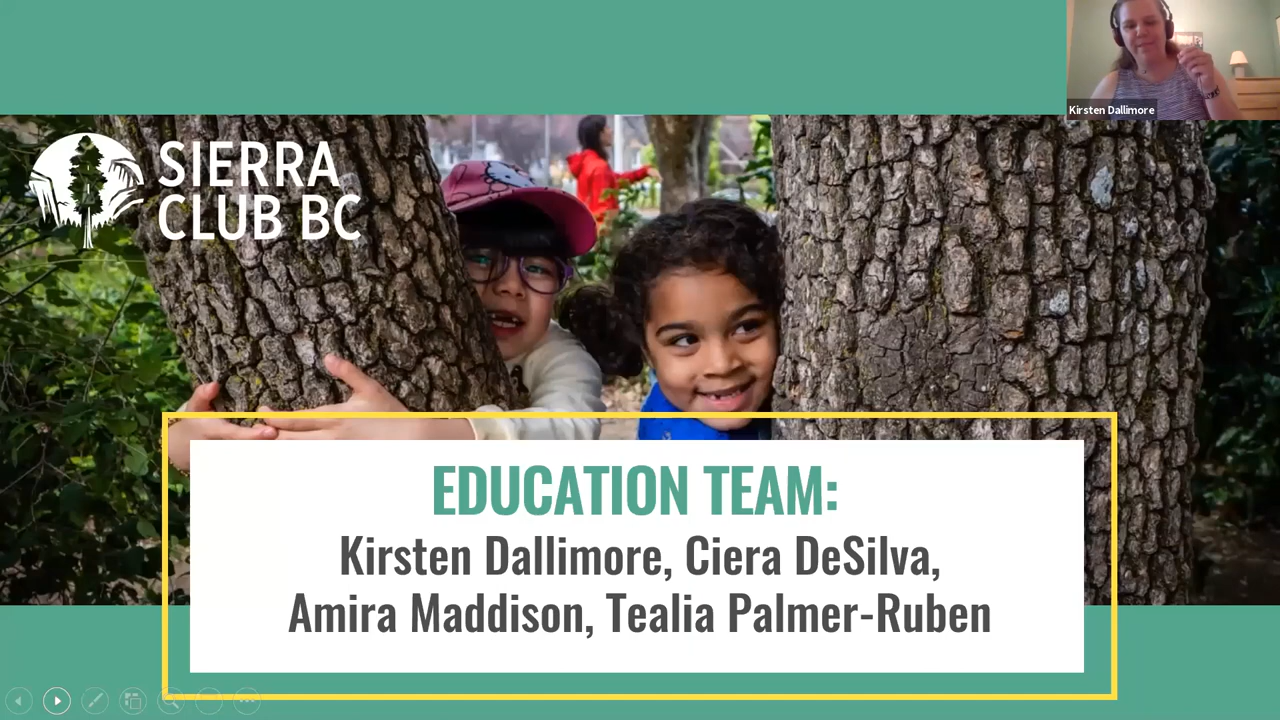 Kirsten Dallimore
SIERRA
CLUB BC
EDUCATION TEAM:
Kirsten Dallimore, Ciera DeSilva,
Amira Maddison, Tealia Palmer-Ruben